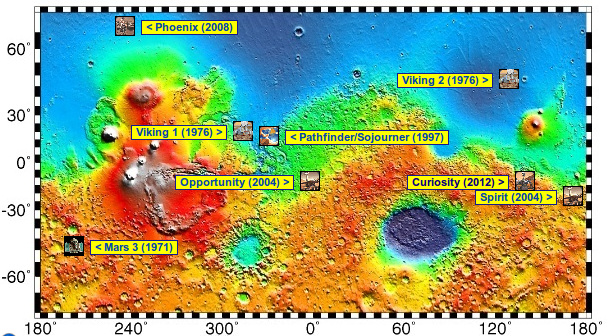 < Phoenix (2008)
60°
Viking 2 (1976) >
30°
Viking 1 (1976) >
< Pathfinder/Sojourner (1997)
0°
Opportunity (2004) >
Curiosity (2012) >
Spirit (2004) >
-30°
< Mars 3 (1971)
-60°
180° 240° 300° 0° 60° 120° 180°